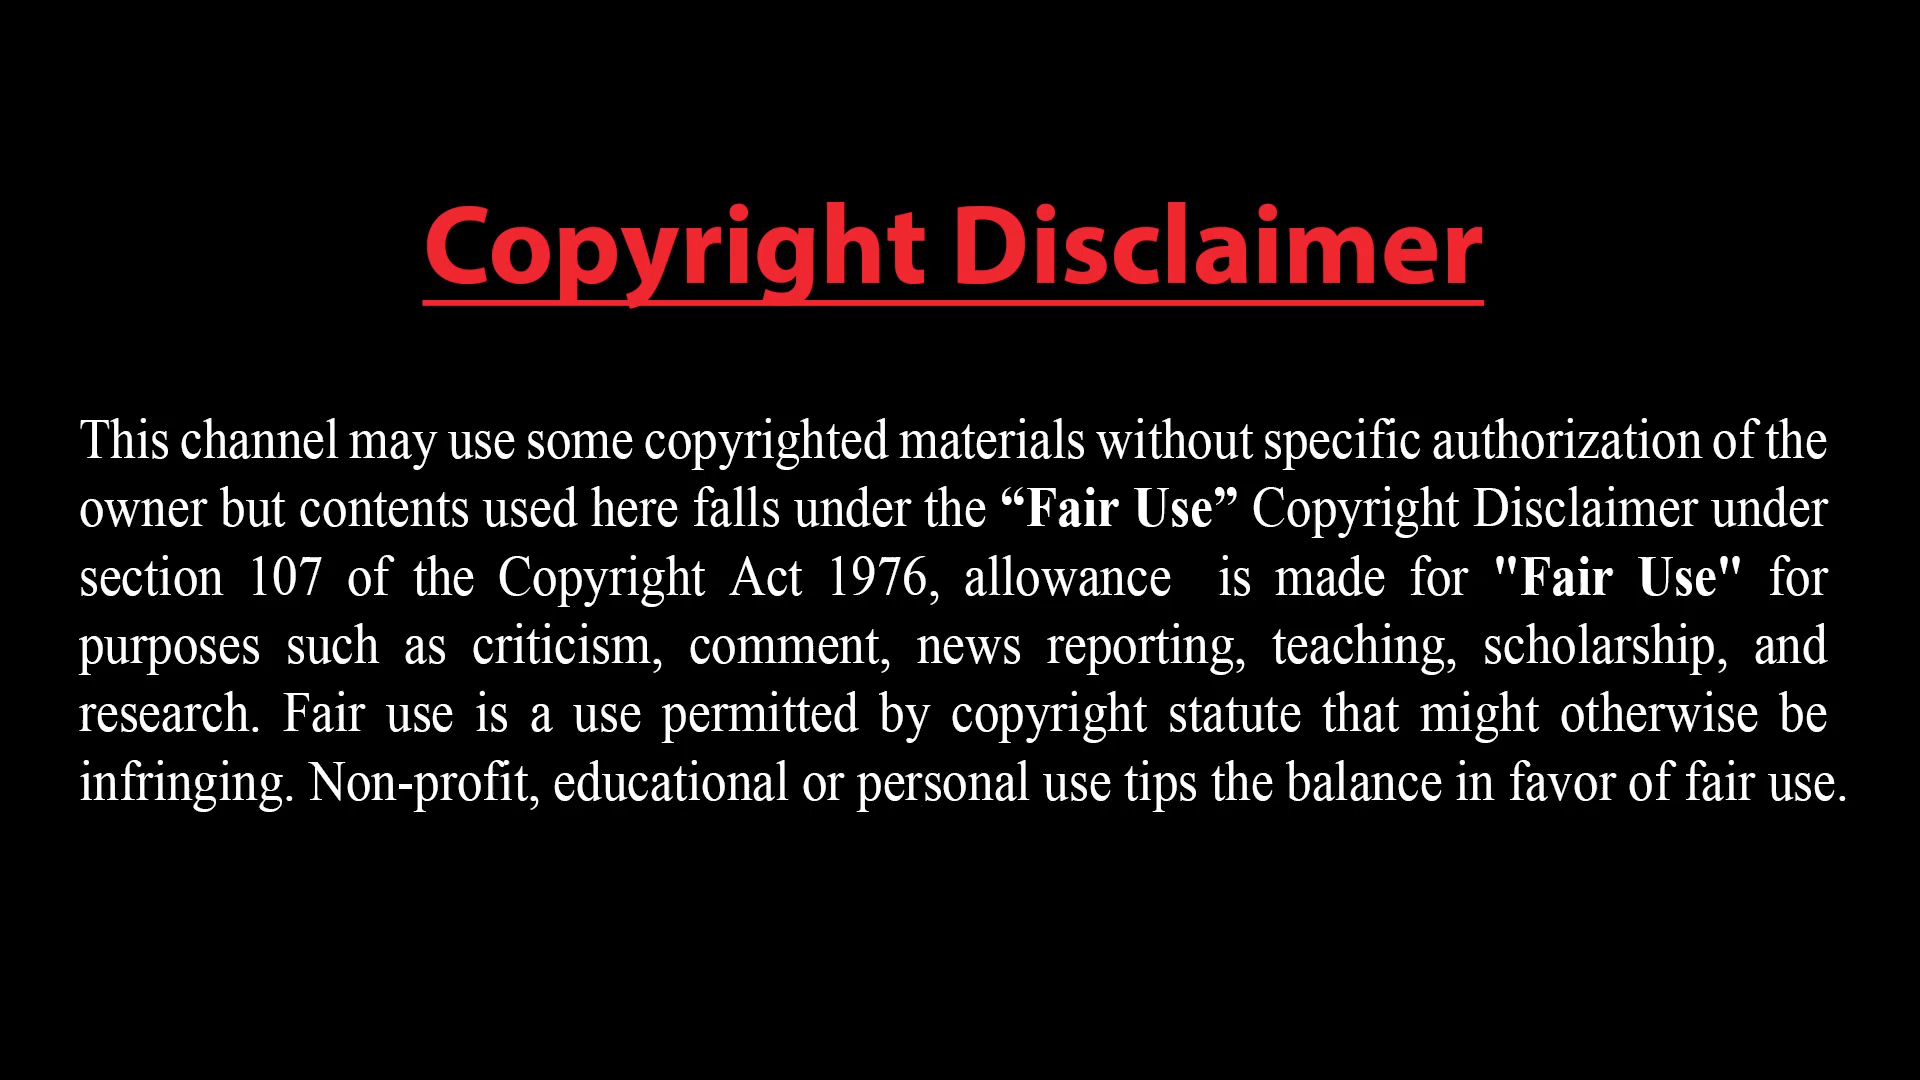 Copyright Disclaimer
This channel may use some copyrighted materials without specific authorization of the
owner but contents used here falls under the “Fair Use” Copyright Disclaimer under
section 107 of the Copyright Act 1976, allowance is made for "Fair Use" for
purposes such as criticism, comment, news reporting, teaching, scholarship, and
research. Fair use is a use permitted by copyright statute that might otherwise be
infringing. Non-profit, educational or personal use tips the balance in favor of fair use.